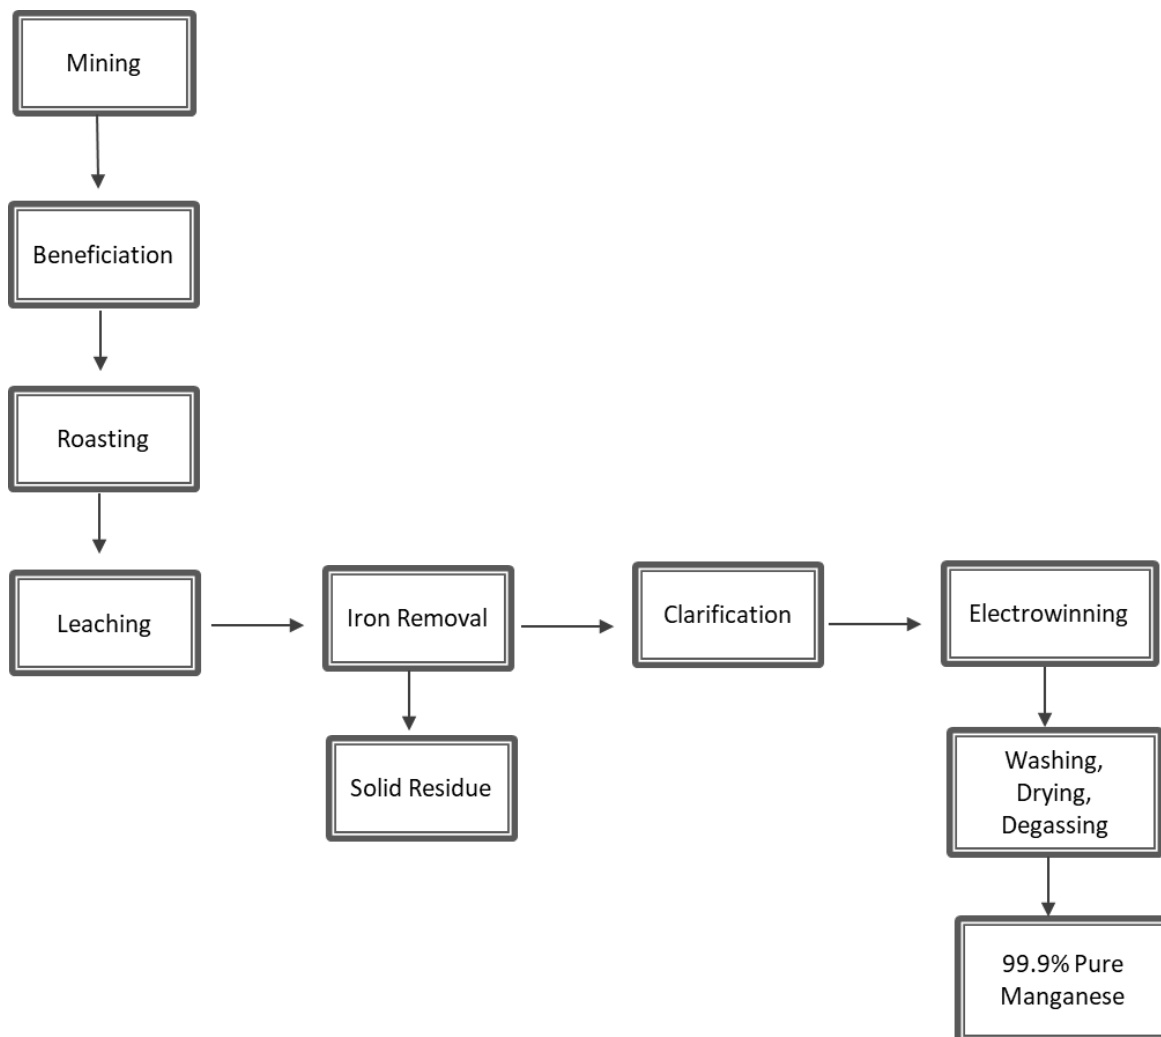 Mining
Beneficiation
Roasting
Leaching
Iron Removal
Clarification
Electrowinning
Solid Residue
Washing,
Drying,
Degassing
99.9% Pure
Manganese